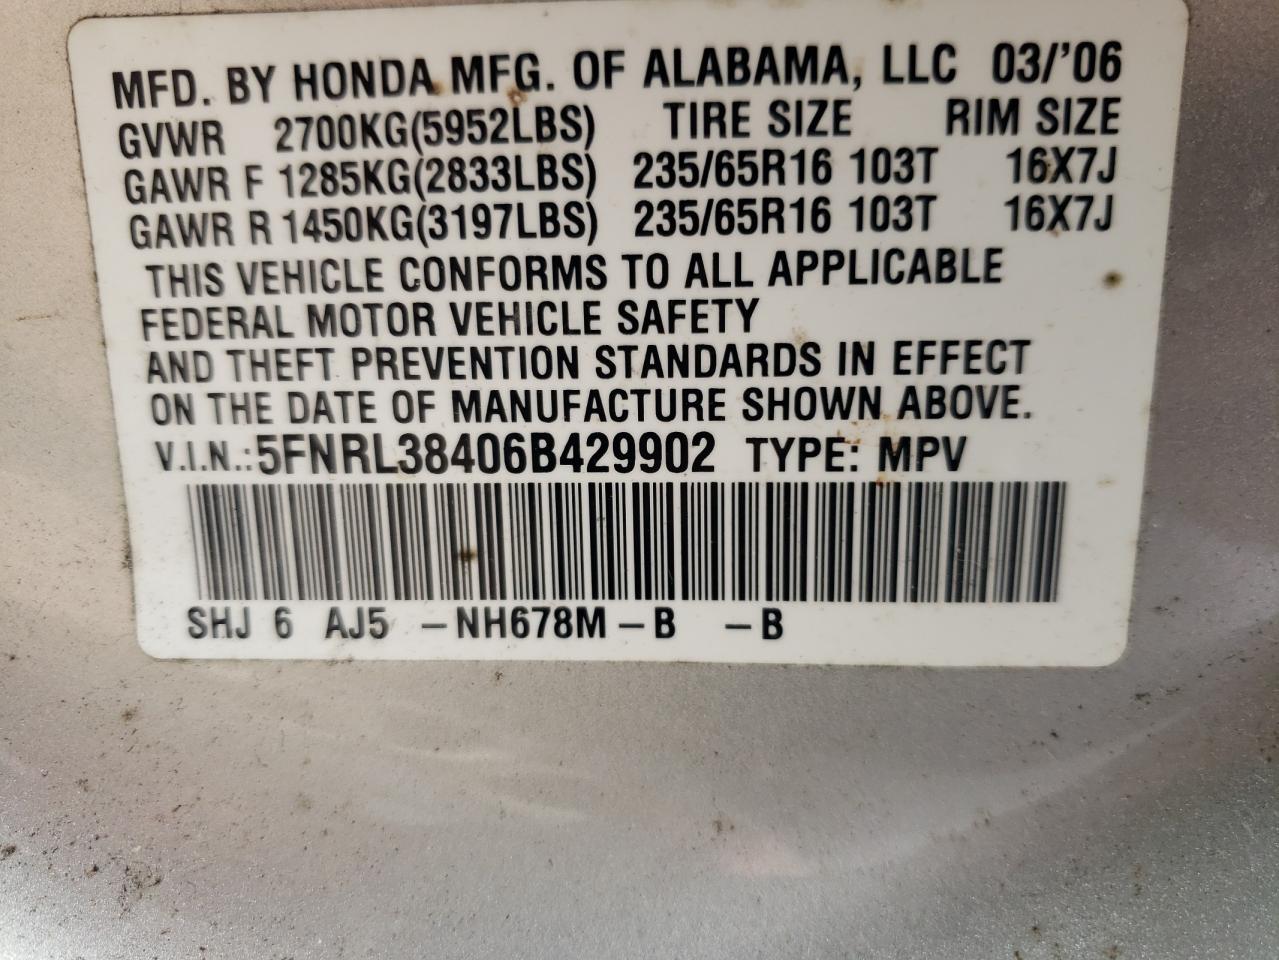 MFD. BY HONDA MFG. OF ALABAMA, LLC 03/'06
GVWR 2700KG(5952LBS) TIRE SIZE RIM SIZE
GAWR F 1285KG(2833LBS) 235/65R16 103T 16X7J
GAWR R 1450KG(3197LBS) 235/65R16 103T 16X7J
THIS VEHICLE CONFORMS TO ALL APPLICABLE
FEDERAL MOTOR VEHICLE SAFETY
AND THEFT PREVENTION STANDARDS IN EFFECT
ON THE DATE OF MANUFACTURE SHOWN ABOVE.
V.I.N.:5FNRL38406B429902 TYPE: MPV
SHJ 6 AJ5 -NH678M-B -B